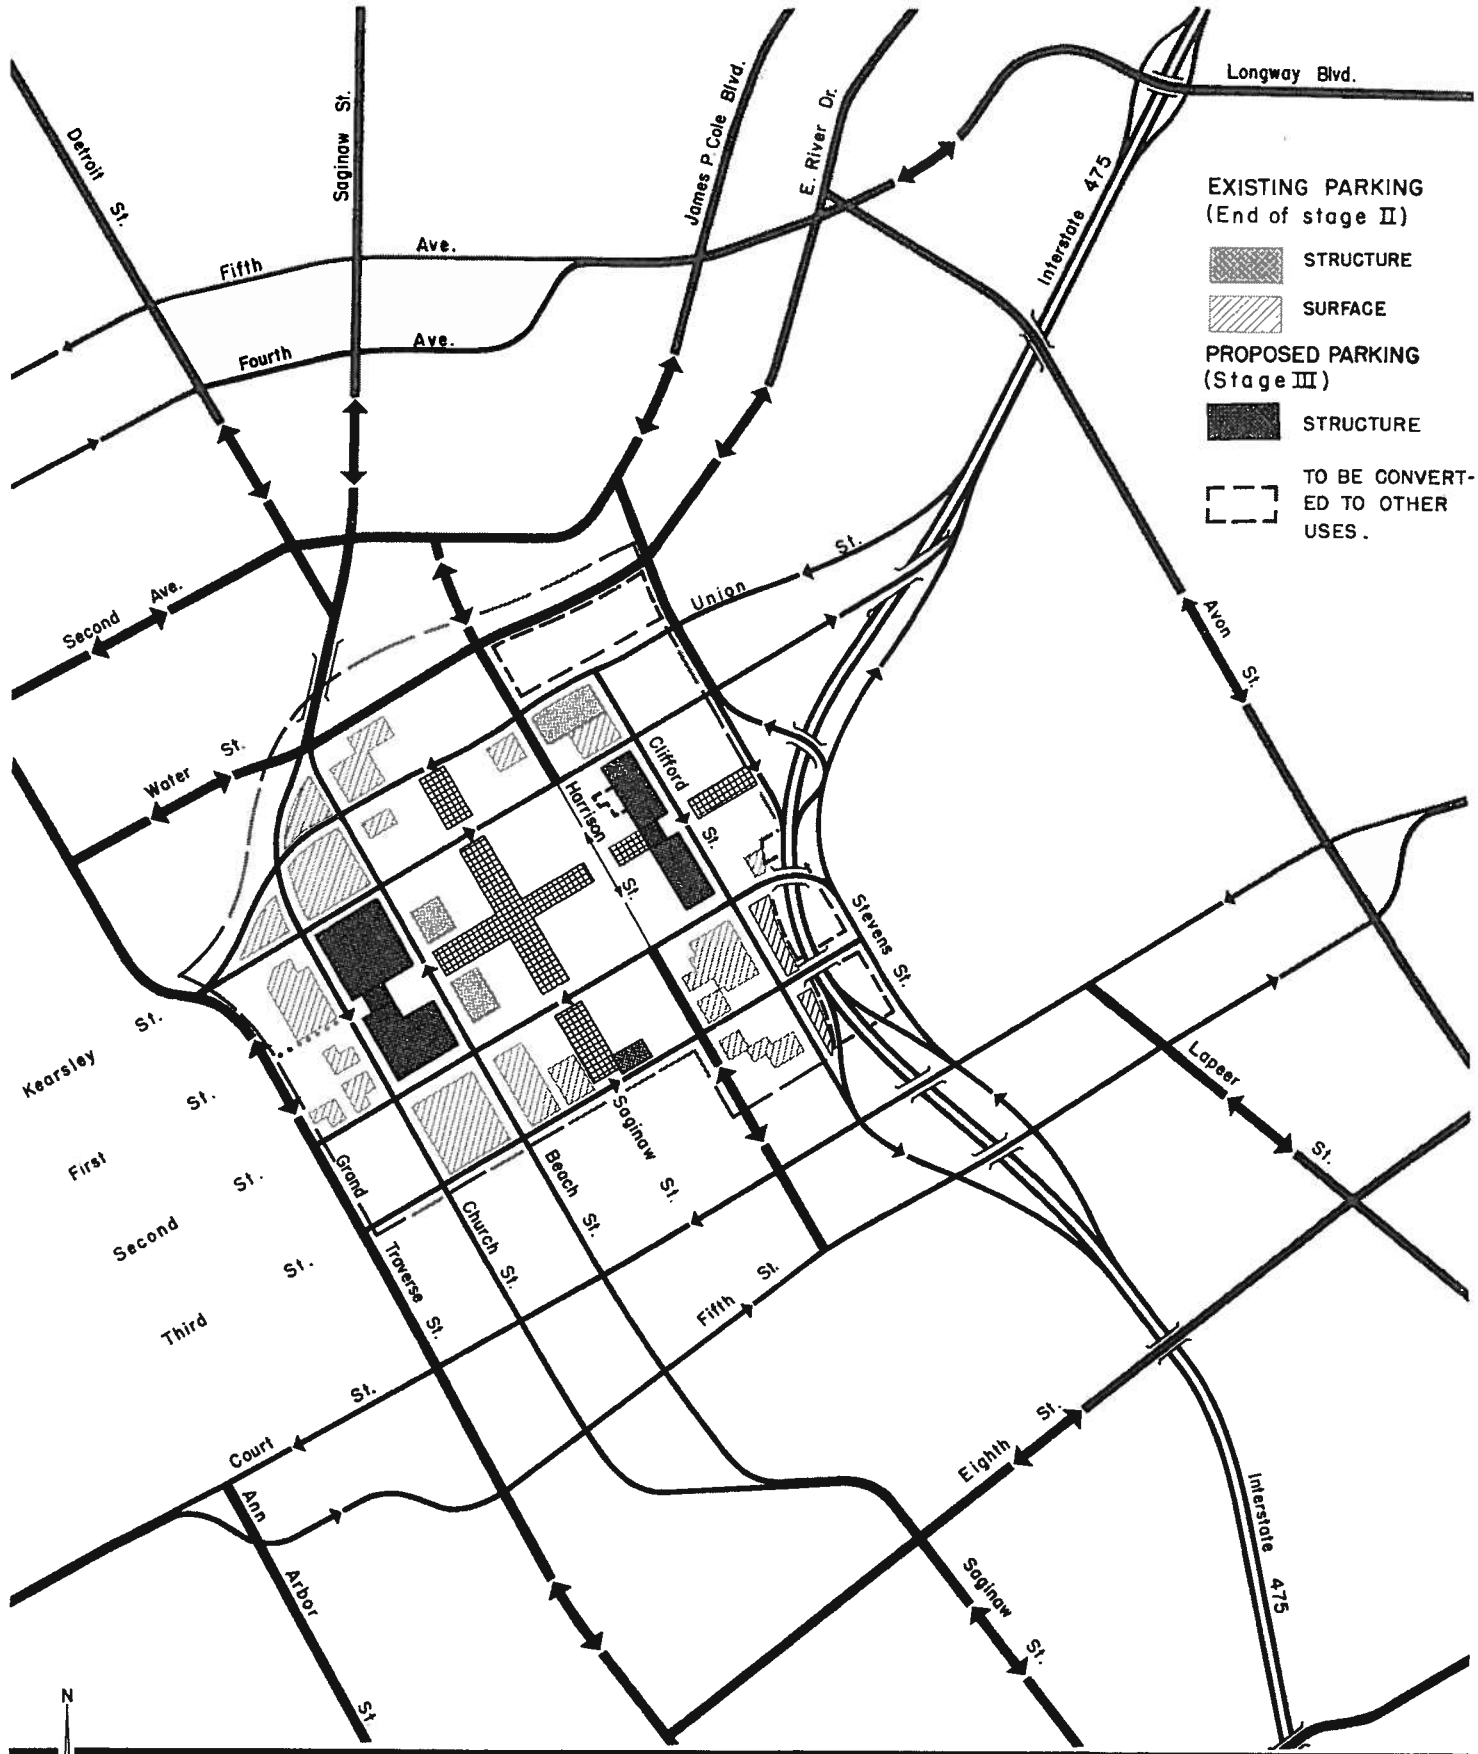 Longway Blvd.
Saginaw St.
James P. Cole Blvd.
E. River Dr.
Detroit St.
Interstate 475
EXISTING PARKING
(End of stage II)
STRUCTURE
SURFACE
PROPOSED PARKING
(Stage III)
STRUCTURE
TO BE CONVERT-
ED TO OTHER
USES.
Fifth Ave.
Fourth Ave.
Second Ave.
Union St.
Avon St.
Water St.
Clifford St.
Harrison St.
Stevens St.
Kearsley St.
First St.
Second St.
Third St.
Lapeer St.
Saginaw St.
Beach St.
Grand Traverse St.
Church St.
Fifth St.
Court St.
Eighth St.
Ann Arbor St.
Saginaw St.
Interstate 475
N